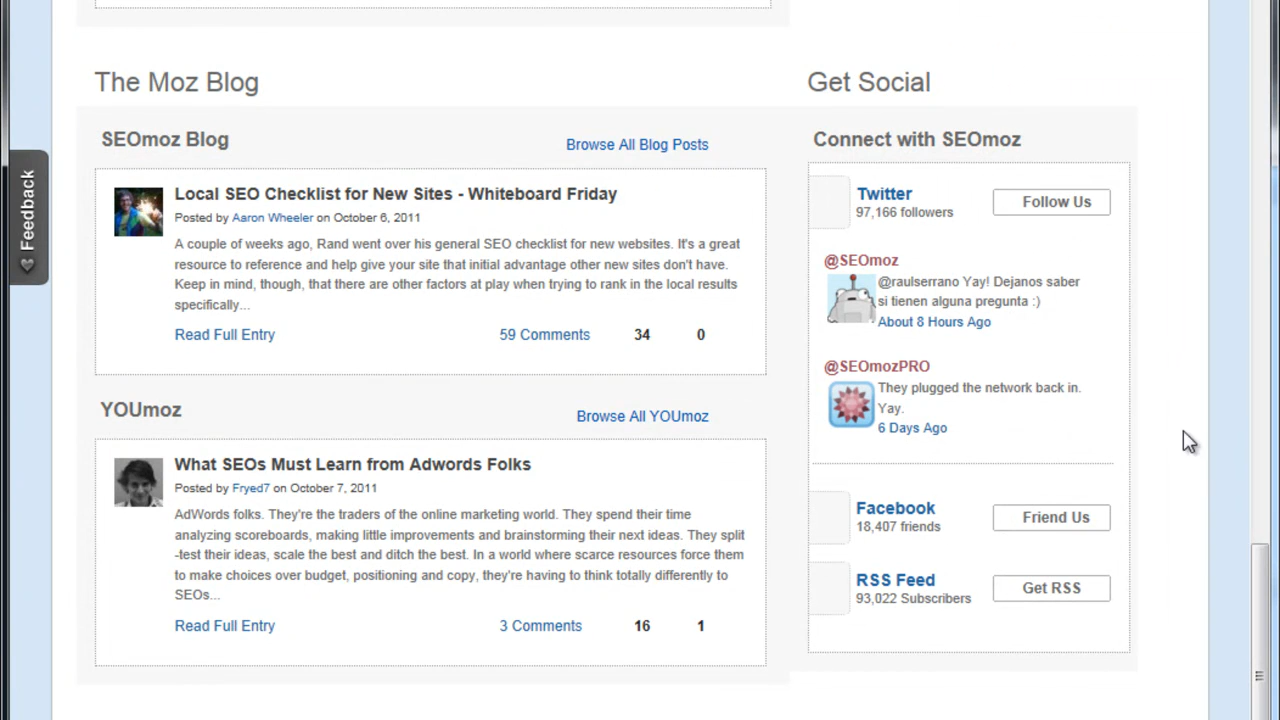 The Moz Blog
SEOmoz Blog
Browse All Blog Posts
Local SEO Checklist for New Sites - Whiteboard Friday
Posted by Aaron Wheeler on October 6, 2011
A couple of weeks ago, Rand went over his general SEO checklist for new websites. It's a great
resource to reference and help give your site that initial advantage other new sites don't have.
Keep in mind, though, that there are other factors at play when trying to rank in the local results
specifically...
Read Full Entry
59 Comments
34
0
YOUmoz
Browse All YOUmoz
What SEOs Must Learn from Adwords Folks
Posted by Fryed7 on October 7, 2011
AdWords folks. They're the traders of the online marketing world. They spend their time
analyzing scoreboards, making little improvements and brainstorming their next ideas. They split
-test their ideas, scale the best and ditch the best. In a world where scarce resources force them
to make choices over budget, positioning and copy, they're having to think totally differently to
SEOs...
Read Full Entry
3 Comments
16
1
Get Social
Connect with SEOmoz
Twitter
97,166 followers
Follow Us
@SEOmoz
@raulserrano Yay! Dejanos saber
si tienen alguna pregunta :)
About 8 Hours Ago
@SEOmozPRO
They plugged the network back in.
Yay.
6 Days Ago
Facebook
18,407 friends
Friend Us
RSS Feed
93,022 Subscribers
Get RSS
Feedback